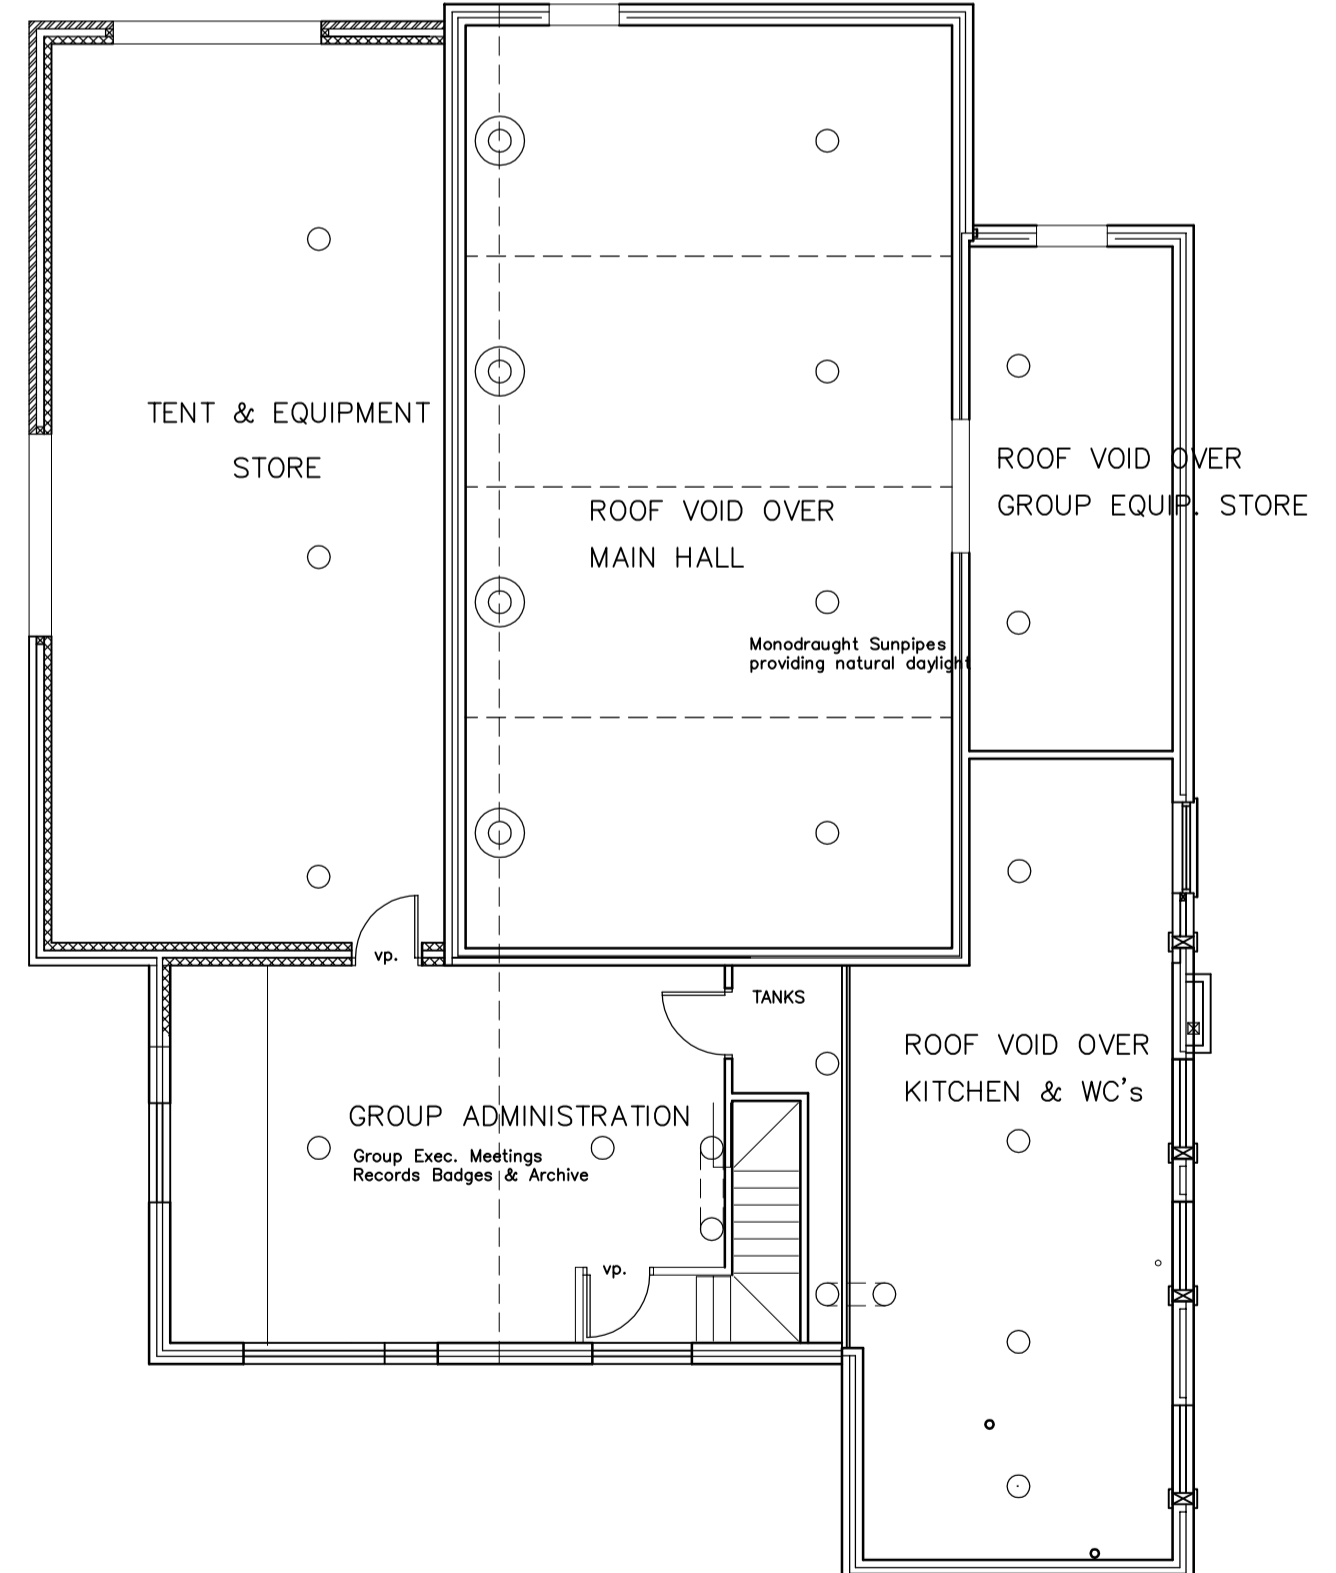 TENT & EQUIPMENT
STORE
ROOF VOID OVER
MAIN HALL
Monodraught Sunpipes
providing natural daylight
ROOF VOID OVER
GROUP EQUIP. STORE
vp.
TANKS
ROOF VOID OVER
KITCHEN & WC's
GROUP ADMINISTRATION
Group Exec. Meetings
Records Badges & Archive
vp.